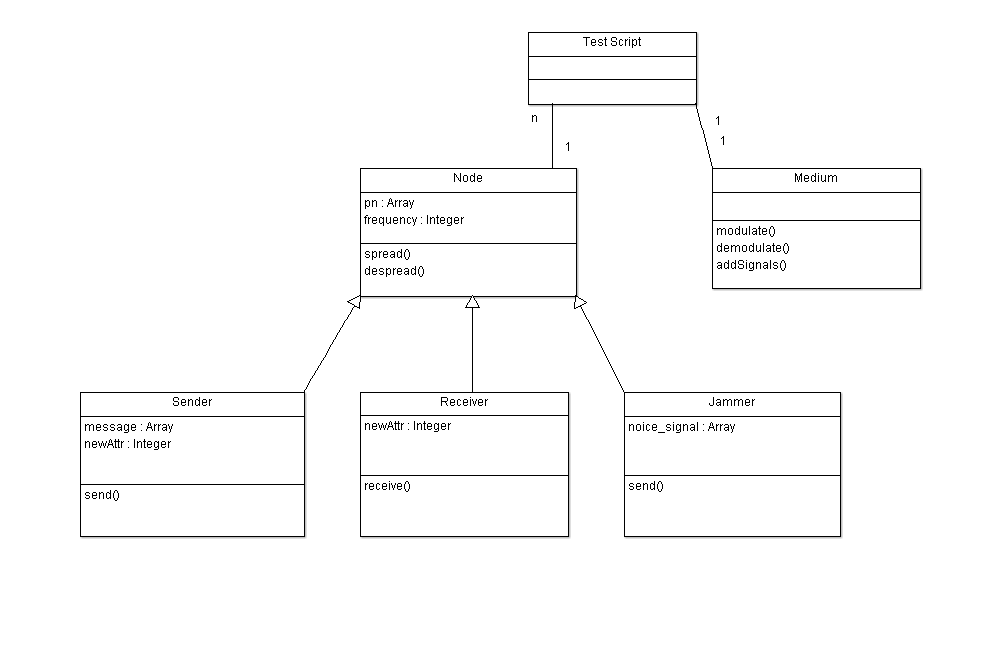 Test Script
n
1
1
1
Node
pn : Array
frequency : Integer
spread()
despread()
Medium
modulate()
demodulate()
addSignals()
Sender
message : Array
newAttr : Integer
send()
Receiver
newAttr : Integer
receive()
Jammer
noice_signal : Array
send()